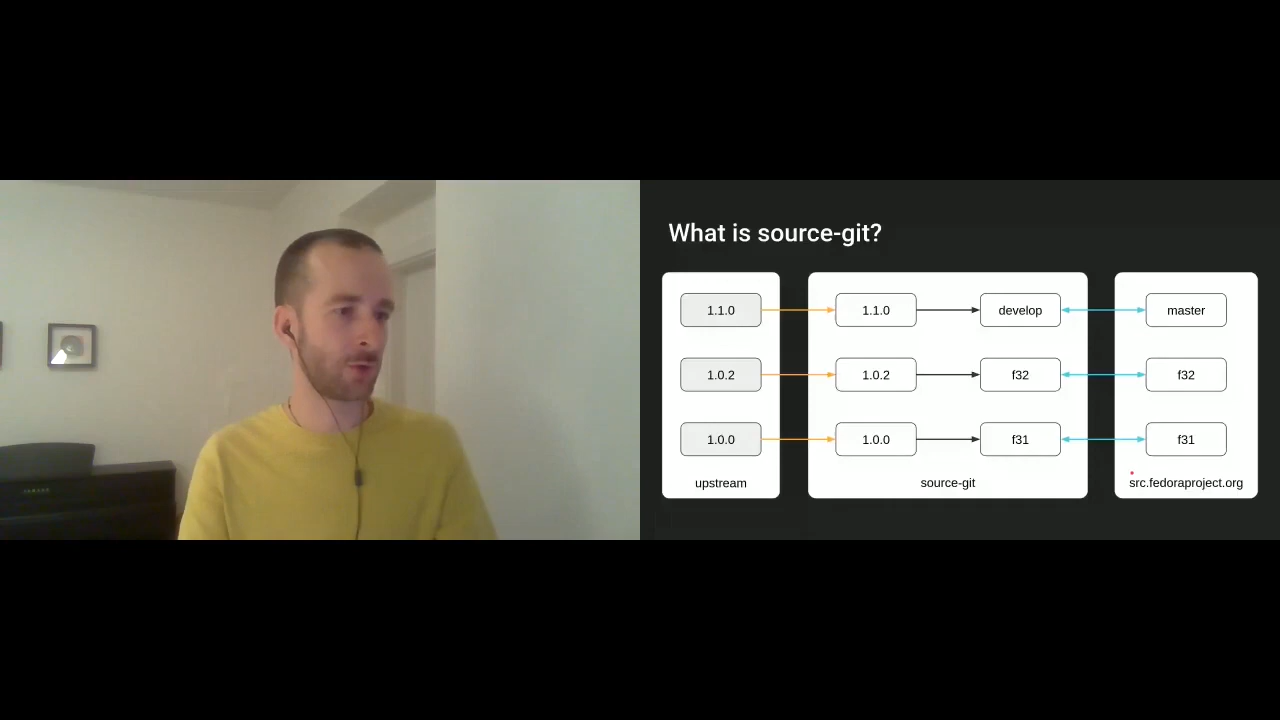 What is source-git?
1.1.0
1.1.0
develop
master
1.0.2
1.0.2
f32
f32
1.0.0
1.0.0
f31
f31
upstream
source-git
src.fedoraproject.org